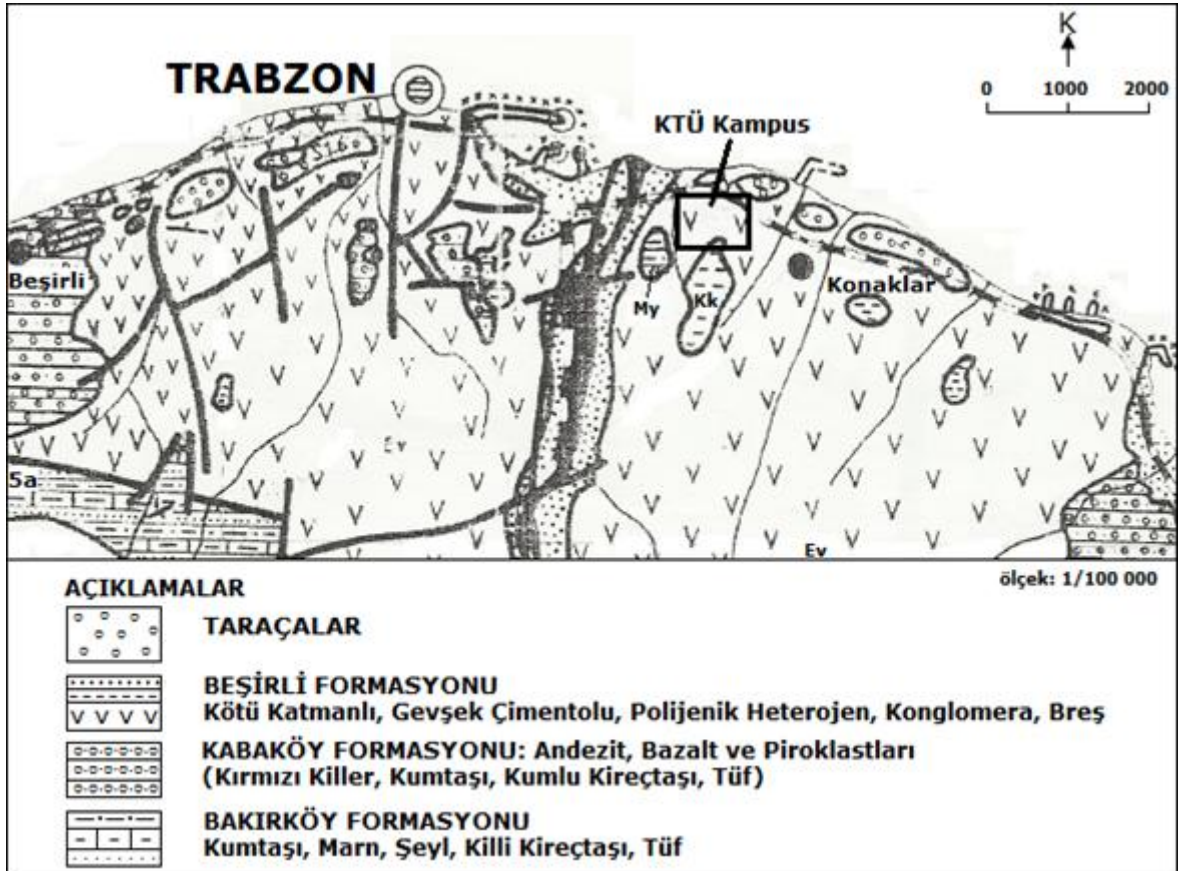 TRABZON
K
0 1000 2000
KTÜ Kampus
Beşirli
Konaklar
My
Kk
Ev
5a
Ev
ölçek: 1/100 000
AÇIKLAMALAR
TARAÇALAR
BEŞİRLİ FORMASYONU
Kötü Katmanlı, Gevşek Çimentolu, Polijenik Heterojen, Konglomera, Breş
KABAKÖY FORMASYONU: Andezit, Bazalt ve Piroklastları
(Kırmızı Killer, Kumtaşı, Kumlu Kireçtaşı, Tüf)
BAKIRKÖY FORMASYONU
Kumtaşı, Marn, Şeyl, Killi Kireçtaşı, Tüf